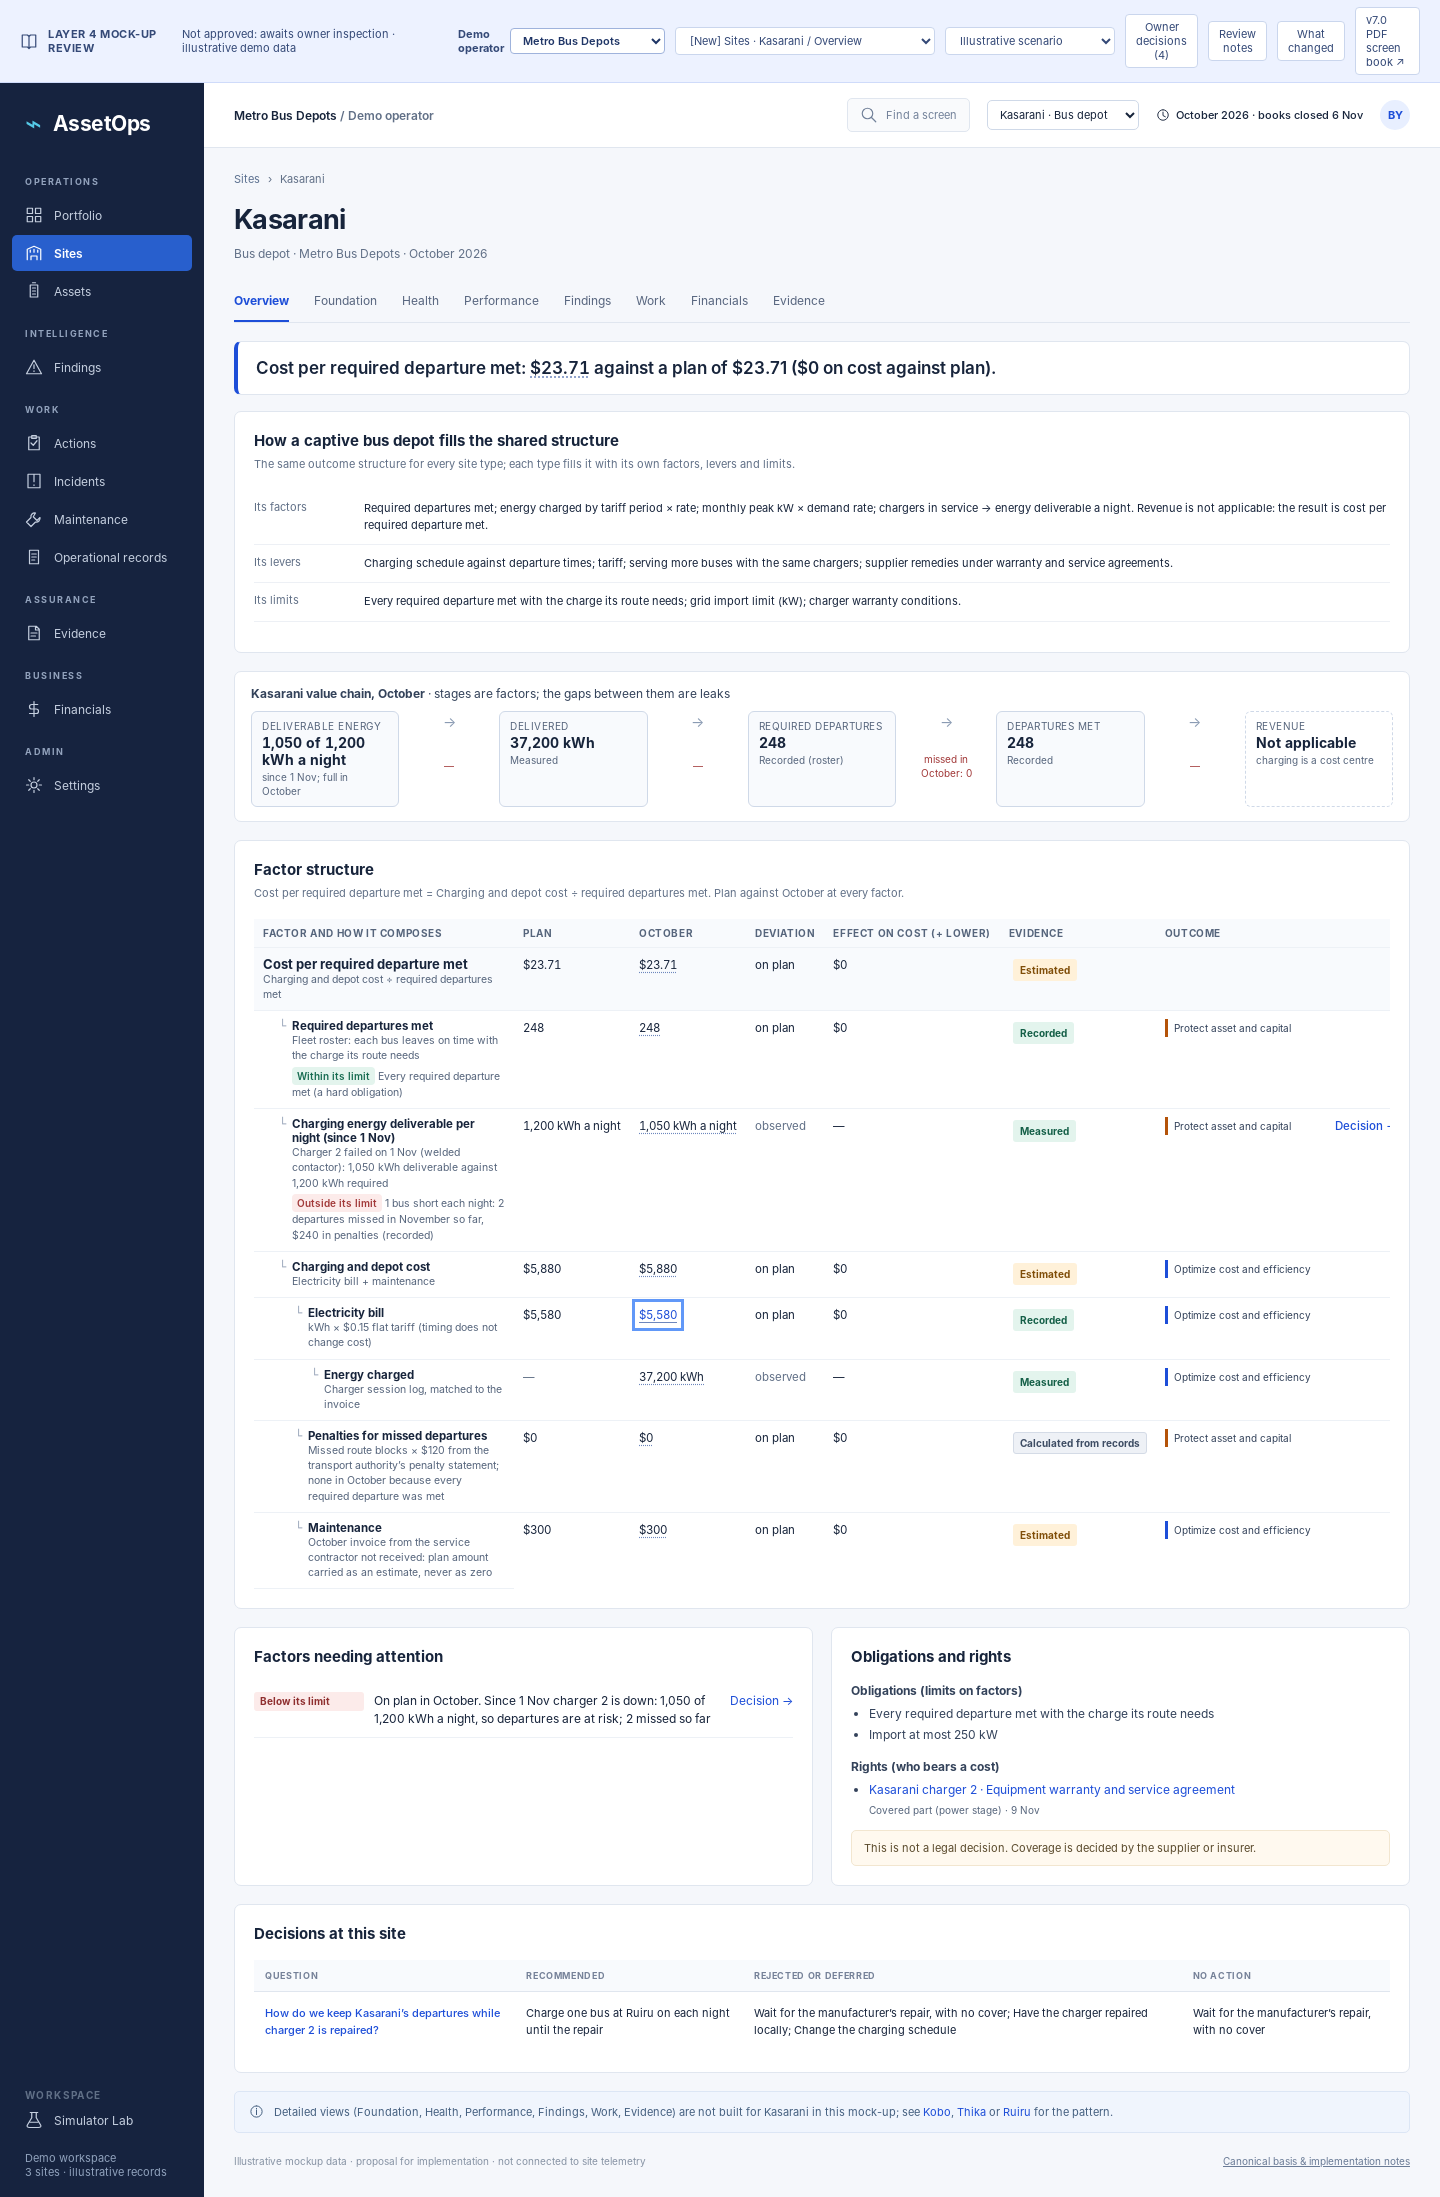 LAYER 4 MOCK-UP
REVIEW
Not approved: awaits owner inspection ·
illustrative demo data
Demo
operator
Metro Bus Depots
[New] Sites · Kasarani / Overview
Illustrative scenario
Owner
decisions
(4)
Review
notes
What
changed
v7.0
PDF
screen
book ↗
AssetOps
Metro Bus Depots / Demo operator
Find a screen
Kasarani · Bus depot
October 2026 · books closed 6 Nov
BY
OPERATIONS
Portfolio
Sites
Assets
INTELLIGENCE
Findings
WORK
Actions
Incidents
Maintenance
Operational records
ASSURANCE
Evidence
BUSINESS
Financials
ADMIN
Settings
WORKSPACE
Simulator Lab
Demo workspace
3 sites · illustrative records
Sites › Kasarani
Kasarani
Bus depot · Metro Bus Depots · October 2026
Overview Foundation Health Performance Findings Work Financials Evidence
Cost per required departure met: $23.71 against a plan of $23.71 ($0 on cost against plan).
How a captive bus depot fills the shared structure
The same outcome structure for every site type; each type fills it with its own factors, levers and limits.
Its factors
Required departures met; energy charged by tariff period × rate; monthly peak kW × demand rate; chargers in service → energy deliverable a night. Revenue is not applicable: the result is cost per
required departure met.
Its levers
Charging schedule against departure times; tariff; serving more buses with the same chargers; supplier remedies under warranty and service agreements.
Its limits
Every required departure met with the charge its route needs; grid import limit (kW); charger warranty conditions.
Kasarani value chain, October · stages are factors; the gaps between them are leaks
DELIVERABLE ENERGY
1,050 of 1,200
kWh a night
since 1 Nov; full in
October
→
—
DELIVERED
37,200 kWh
Measured
→
—
REQUIRED DEPARTURES
248
Recorded (roster)
→
missed in
October: 0
DEPARTURES MET
248
Recorded
→
—
REVENUE
Not applicable
charging is a cost centre
Factor structure
Cost per required departure met = Charging and depot cost ÷ required departures met. Plan against October at every factor.
FACTOR AND HOW IT COMPOSES PLAN OCTOBER DEVIATION EFFECT ON COST (+ LOWER) EVIDENCE OUTCOME
Cost per required departure met $23.71 $23.71 on plan $0 Estimated
Charging and depot cost ÷ required departures
met
└ Required departures met 248 248 on plan $0 Recorded Protect asset and capital
Fleet roster: each bus leaves on time with
the charge its route needs
Within its limit Every required departure
met (a hard obligation)
└ Charging energy deliverable per 1,200 kWh a night 1,050 kWh a night observed — Measured Protect asset and capital Decision -
night (since 1 Nov)
Charger 2 failed on 1 Nov (welded
contactor): 1,050 kWh deliverable against
1,200 kWh required
Outside its limit 1 bus short each night: 2
departures missed in November so far,
$240 in penalties (recorded)
└ Charging and depot cost $5,880 $5,880 on plan $0 Estimated Optimize cost and efficiency
Electricity bill + maintenance
└ Electricity bill $5,580 $5,580 on plan $0 Recorded Optimize cost and efficiency
kWh × $0.15 flat tariff (timing does not
change cost)
└ Energy charged — 37,200 kWh observed — Measured Optimize cost and efficiency
Charger session log, matched to the
invoice
└ Penalties for missed departures $0 $0 on plan $0 Calculated from records Protect asset and capital
Missed route blocks × $120 from the
transport authority's penalty statement;
none in October because every
required departure was met
└ Maintenance $300 $300 on plan $0 Estimated Optimize cost and efficiency
October invoice from the service
contractor not received: plan amount
carried as an estimate, never as zero
Factors needing attention
Below its limit
On plan in October. Since 1 Nov charger 2 is down: 1,050 of
1,200 kWh a night, so departures are at risk; 2 missed so far
Decision →
Obligations and rights
Obligations (limits on factors)
• Every required departure met with the charge its route needs
• Import at most 250 kW
Rights (who bears a cost)
• Kasarani charger 2 · Equipment warranty and service agreement
Covered part (power stage) · 9 Nov
This is not a legal decision. Coverage is decided by the supplier or insurer.
Decisions at this site
QUESTION RECOMMENDED REJECTED OR DEFERRED NO ACTION
How do we keep Kasarani's departures while
charger 2 is repaired?
Charge one bus at Ruiru on each night
until the repair
Wait for the manufacturer's repair, with no cover; Have the charger repaired
locally; Change the charging schedule
Wait for the manufacturer's repair,
with no cover
Detailed views (Foundation, Health, Performance, Findings, Work, Evidence) are not built for Kasarani in this mock-up; see Kobo, Thika or Ruiru for the pattern.
Illustrative mockup data · proposal for implementation · not connected to site telemetry
Canonical basis & implementation notes